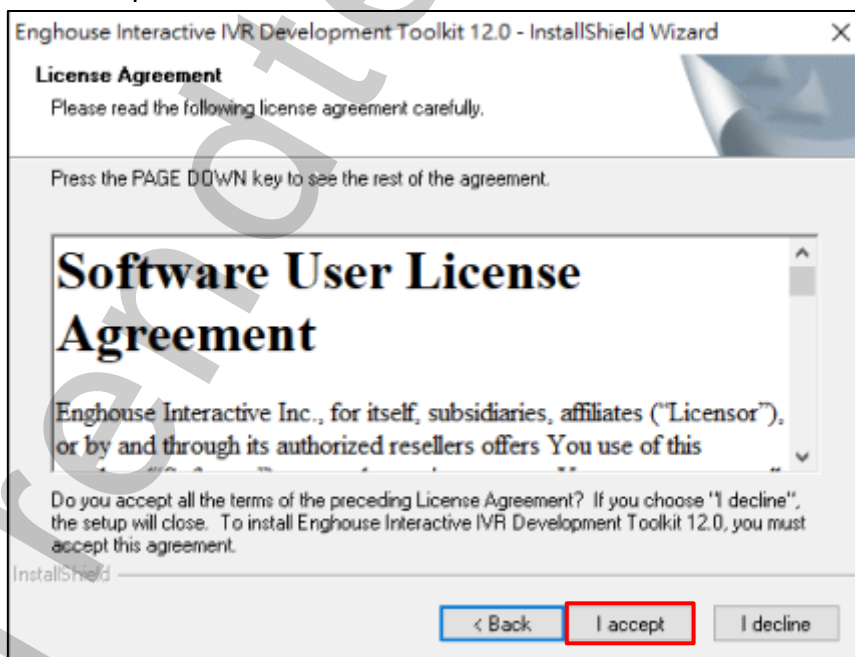 Enghouse Interactive IVR Development Toolkit 12.0 - InstallShield Wizard
License Agreement
Please read the following license agreement carefully.
Press the PAGE DOWN key to see the rest of the agreement.
Software User License
Agreement
Enghouse Interactive Inc., for itself, subsidiaries, affiliates (“Licensor”),
or by and through its authorized resellers offers You use of this
Do you accept all the terms of the preceding License Agreement? If you choose "I decline",
the setup will close. To install Enghouse Interactive IVR Development Toolkit 12.0, you must
accept this agreement.
InstallShield
< Back
I accept
I decline